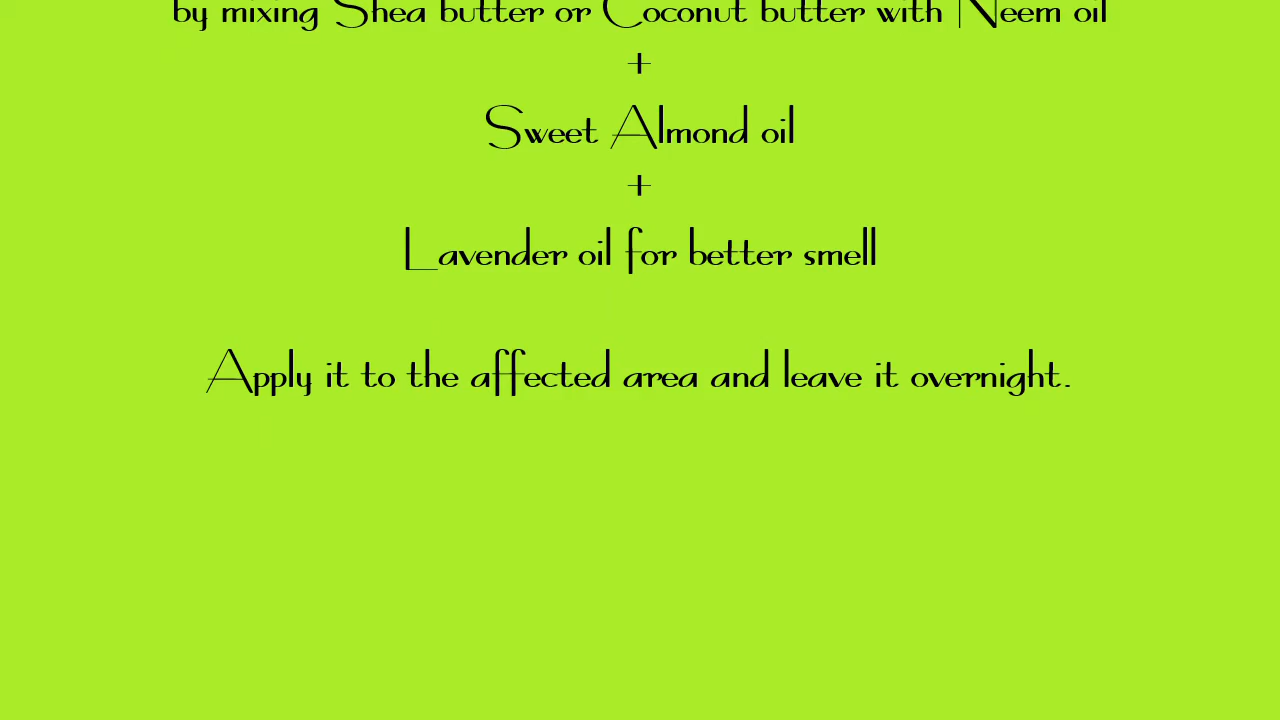 by mixing Shea butter or Coconut butter with Neem oil
+
Sweet Almond oil
+
Lavender oil for better smell
Apply it to the affected area and leave it overnight.